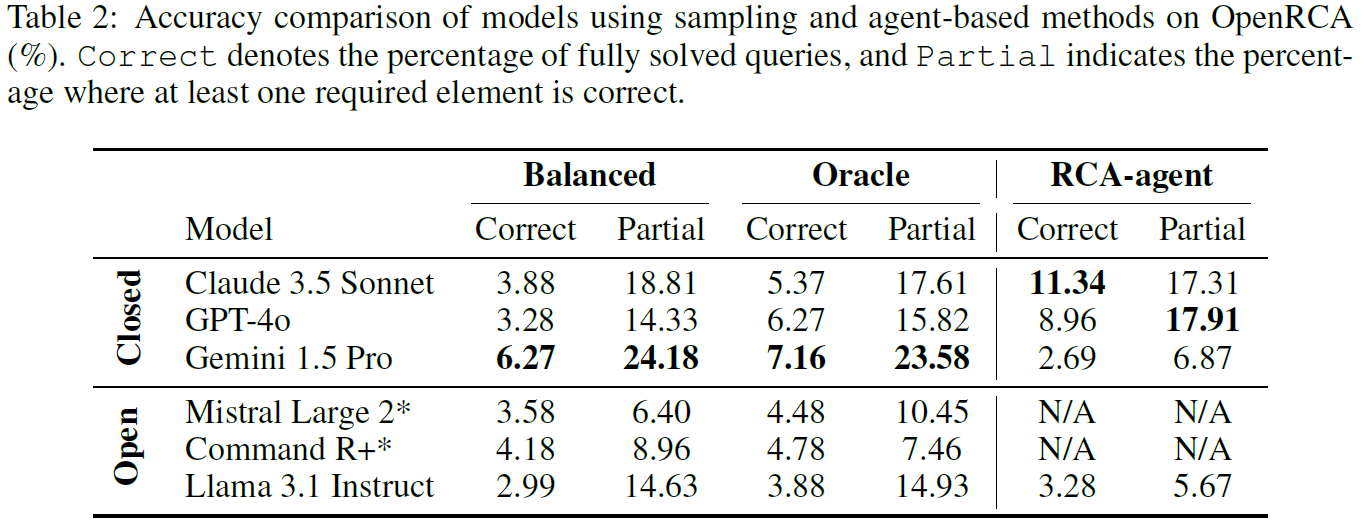 Table 2: Accuracy comparison of models using sampling and agent-based methods on OpenRCA
(%). Correct denotes the percentage of fully solved queries, and Partial indicates the percent-
age where at least one required element is correct.
Balanced Oracle RCA-agent
Model Correct Partial Correct Partial Correct Partial
Closed
Claude 3.5 Sonnet 3.88 18.81 5.37 17.61 11.34 17.31
GPT-4o 3.28 14.33 6.27 15.82 8.96 17.91
Gemini 1.5 Pro 6.27 24.18 7.16 23.58 2.69 6.87
Open
Mistral Large 2* 3.58 6.40 4.48 10.45 N/A N/A
Command R+* 4.18 8.96 4.78 7.46 N/A N/A
Llama 3.1 Instruct 2.99 14.63 3.88 14.93 3.28 5.67